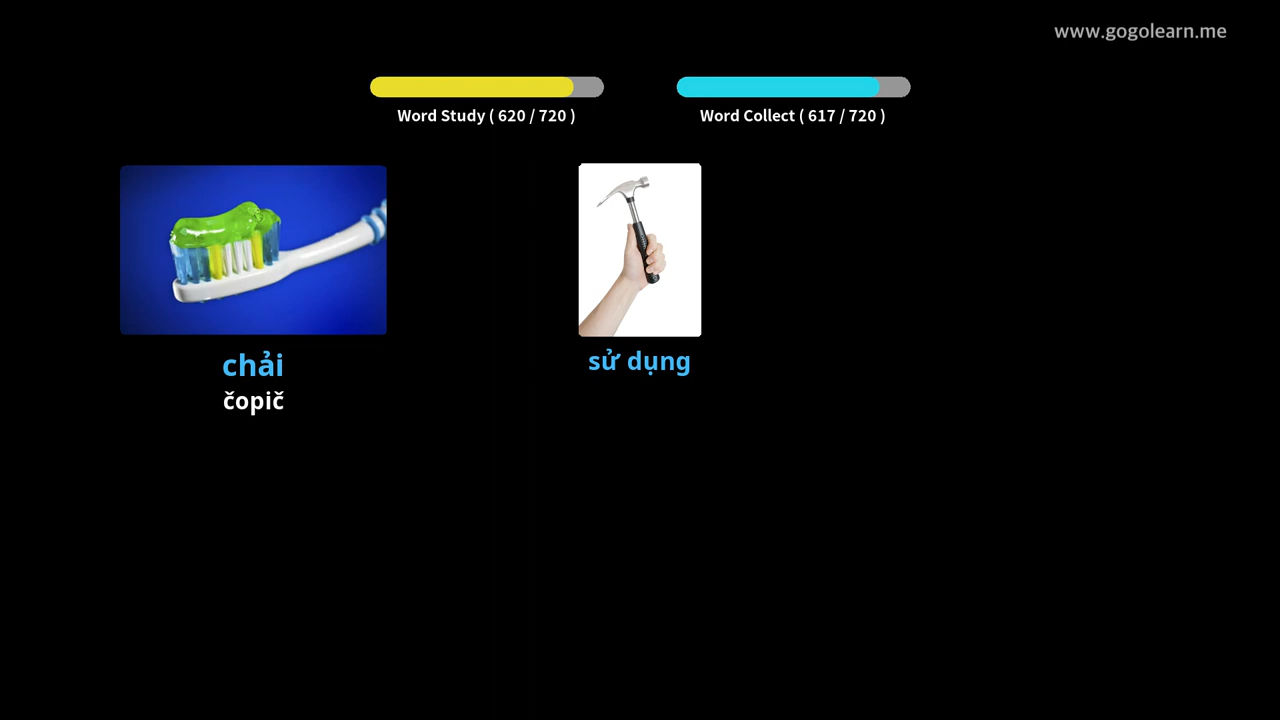 www.gogolearn.me
Word Study ( 620 / 720 )
Word Collect ( 617 / 720 )
chải
čopič
sử dụng